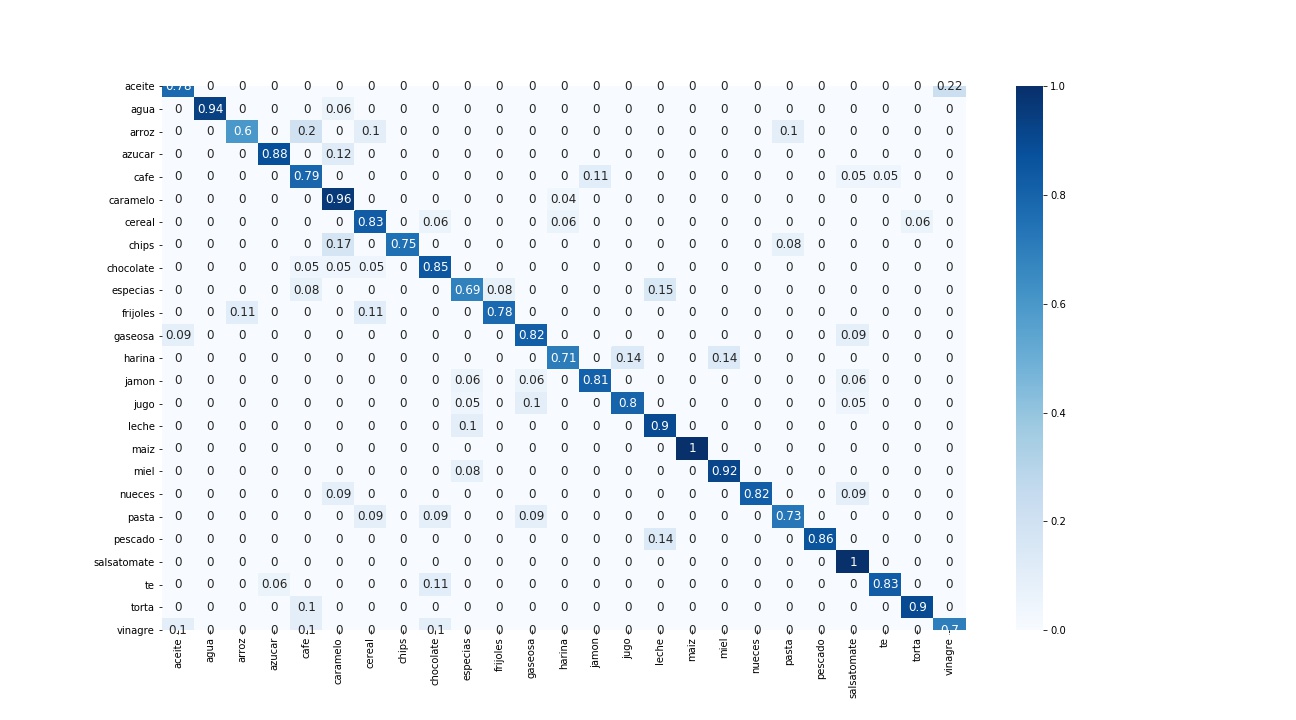 aceite 0.78 0 0 0 0 0 0 0 0 0 0 0 0 0 0 0 0 0 0 0 0 0 0 0 0.22
agua 0 0.94 0 0 0 0.06 0 0 0 0 0 0 0 0 0 0 0 0 0 0 0 0 0 0 0
arroz 0 0 0.6 0 0.2 0 0.1 0 0 0 0 0 0 0 0 0 0 0 0 0.1 0 0 0 0 0
azucar 0 0 0 0.88 0 0.12 0 0 0 0 0 0 0 0 0 0 0 0 0 0 0 0 0 0 0
cafe 0 0 0 0 0.79 0 0 0 0 0 0 0 0 0.11 0 0 0 0 0 0 0 0.05 0.05 0 0
caramelo 0 0 0 0 0 0.96 0 0 0 0 0 0 0.04 0 0 0 0 0 0 0 0 0 0 0 0
cereal 0 0 0 0 0 0 0.83 0 0.06 0 0 0 0.06 0 0 0 0 0 0 0 0 0 0 0.06 0
chips 0 0 0 0 0 0.17 0 0.75 0 0 0 0 0 0 0 0 0 0 0 0.08 0 0 0 0 0
chocolate 0 0 0 0 0.05 0.05 0.05 0 0.85 0 0 0 0 0 0 0 0 0 0 0 0 0 0 0 0
especias 0 0 0 0 0.08 0 0 0 0 0.69 0.08 0 0 0 0 0.15 0 0 0 0 0 0 0 0 0
frijoles 0 0 0.11 0 0 0 0.11 0 0 0 0.78 0 0 0 0 0 0 0 0 0 0 0 0 0 0
gaseosa 0.09 0 0 0 0 0 0 0 0 0 0 0.82 0 0 0 0 0 0 0 0 0 0.09 0 0 0
harina 0 0 0 0 0 0 0 0 0 0 0 0 0.71 0 0.14 0 0 0.14 0 0 0 0 0 0 0
jamon 0 0 0 0 0 0 0 0 0 0.06 0 0.06 0 0.81 0 0 0 0 0 0 0 0.06 0 0 0
jugo 0 0 0 0 0 0 0 0 0 0.05 0 0.1 0 0 0.8 0 0 0 0 0 0 0.05 0 0 0
leche 0 0 0 0 0 0 0 0 0 0.1 0 0 0 0 0 0.9 0 0 0 0 0 0 0 0 0
maiz 0 0 0 0 0 0 0 0 0 0 0 0 0 0 0 0 1 0 0 0 0 0 0 0 0
miel 0 0 0 0 0 0 0 0 0 0.08 0 0 0 0 0 0 0 0.92 0 0 0 0 0 0 0
nueces 0 0 0 0 0 0.09 0 0 0 0 0 0 0 0 0 0 0 0 0.82 0 0 0.09 0 0 0
pasta 0 0 0 0 0 0 0.09 0 0.09 0 0 0.09 0 0 0 0 0 0 0 0.73 0 0 0 0 0
pescado 0 0 0 0 0 0 0 0 0 0 0 0 0 0 0 0.14 0 0 0 0 0.86 0 0 0 0
salsatomate 0 0 0 0 0 0 0 0 0 0 0 0 0 0 0 0 0 0 0 0 0 1 0 0 0
te 0 0 0 0.06 0 0 0 0 0.11 0 0 0 0 0 0 0 0 0 0 0 0 0 0.83 0 0
torta 0 0 0 0 0.1 0 0 0 0 0 0 0 0 0 0 0 0 0 0 0 0 0 0 0.9 0
vinagre 0.1 0 0 0 0.1 0 0 0 0.1 0 0 0 0 0 0 0 0 0 0 0 0 0 0 0 0.7
aceite agua arroz azucar cafe caramelo cereal chips chocolate especias frijoles gaseosa harina jamon jugo leche maiz miel nueces pasta pescado salsatomate te torta vinagre
1.0
0.8
0.6
0.4
0.2
0.0